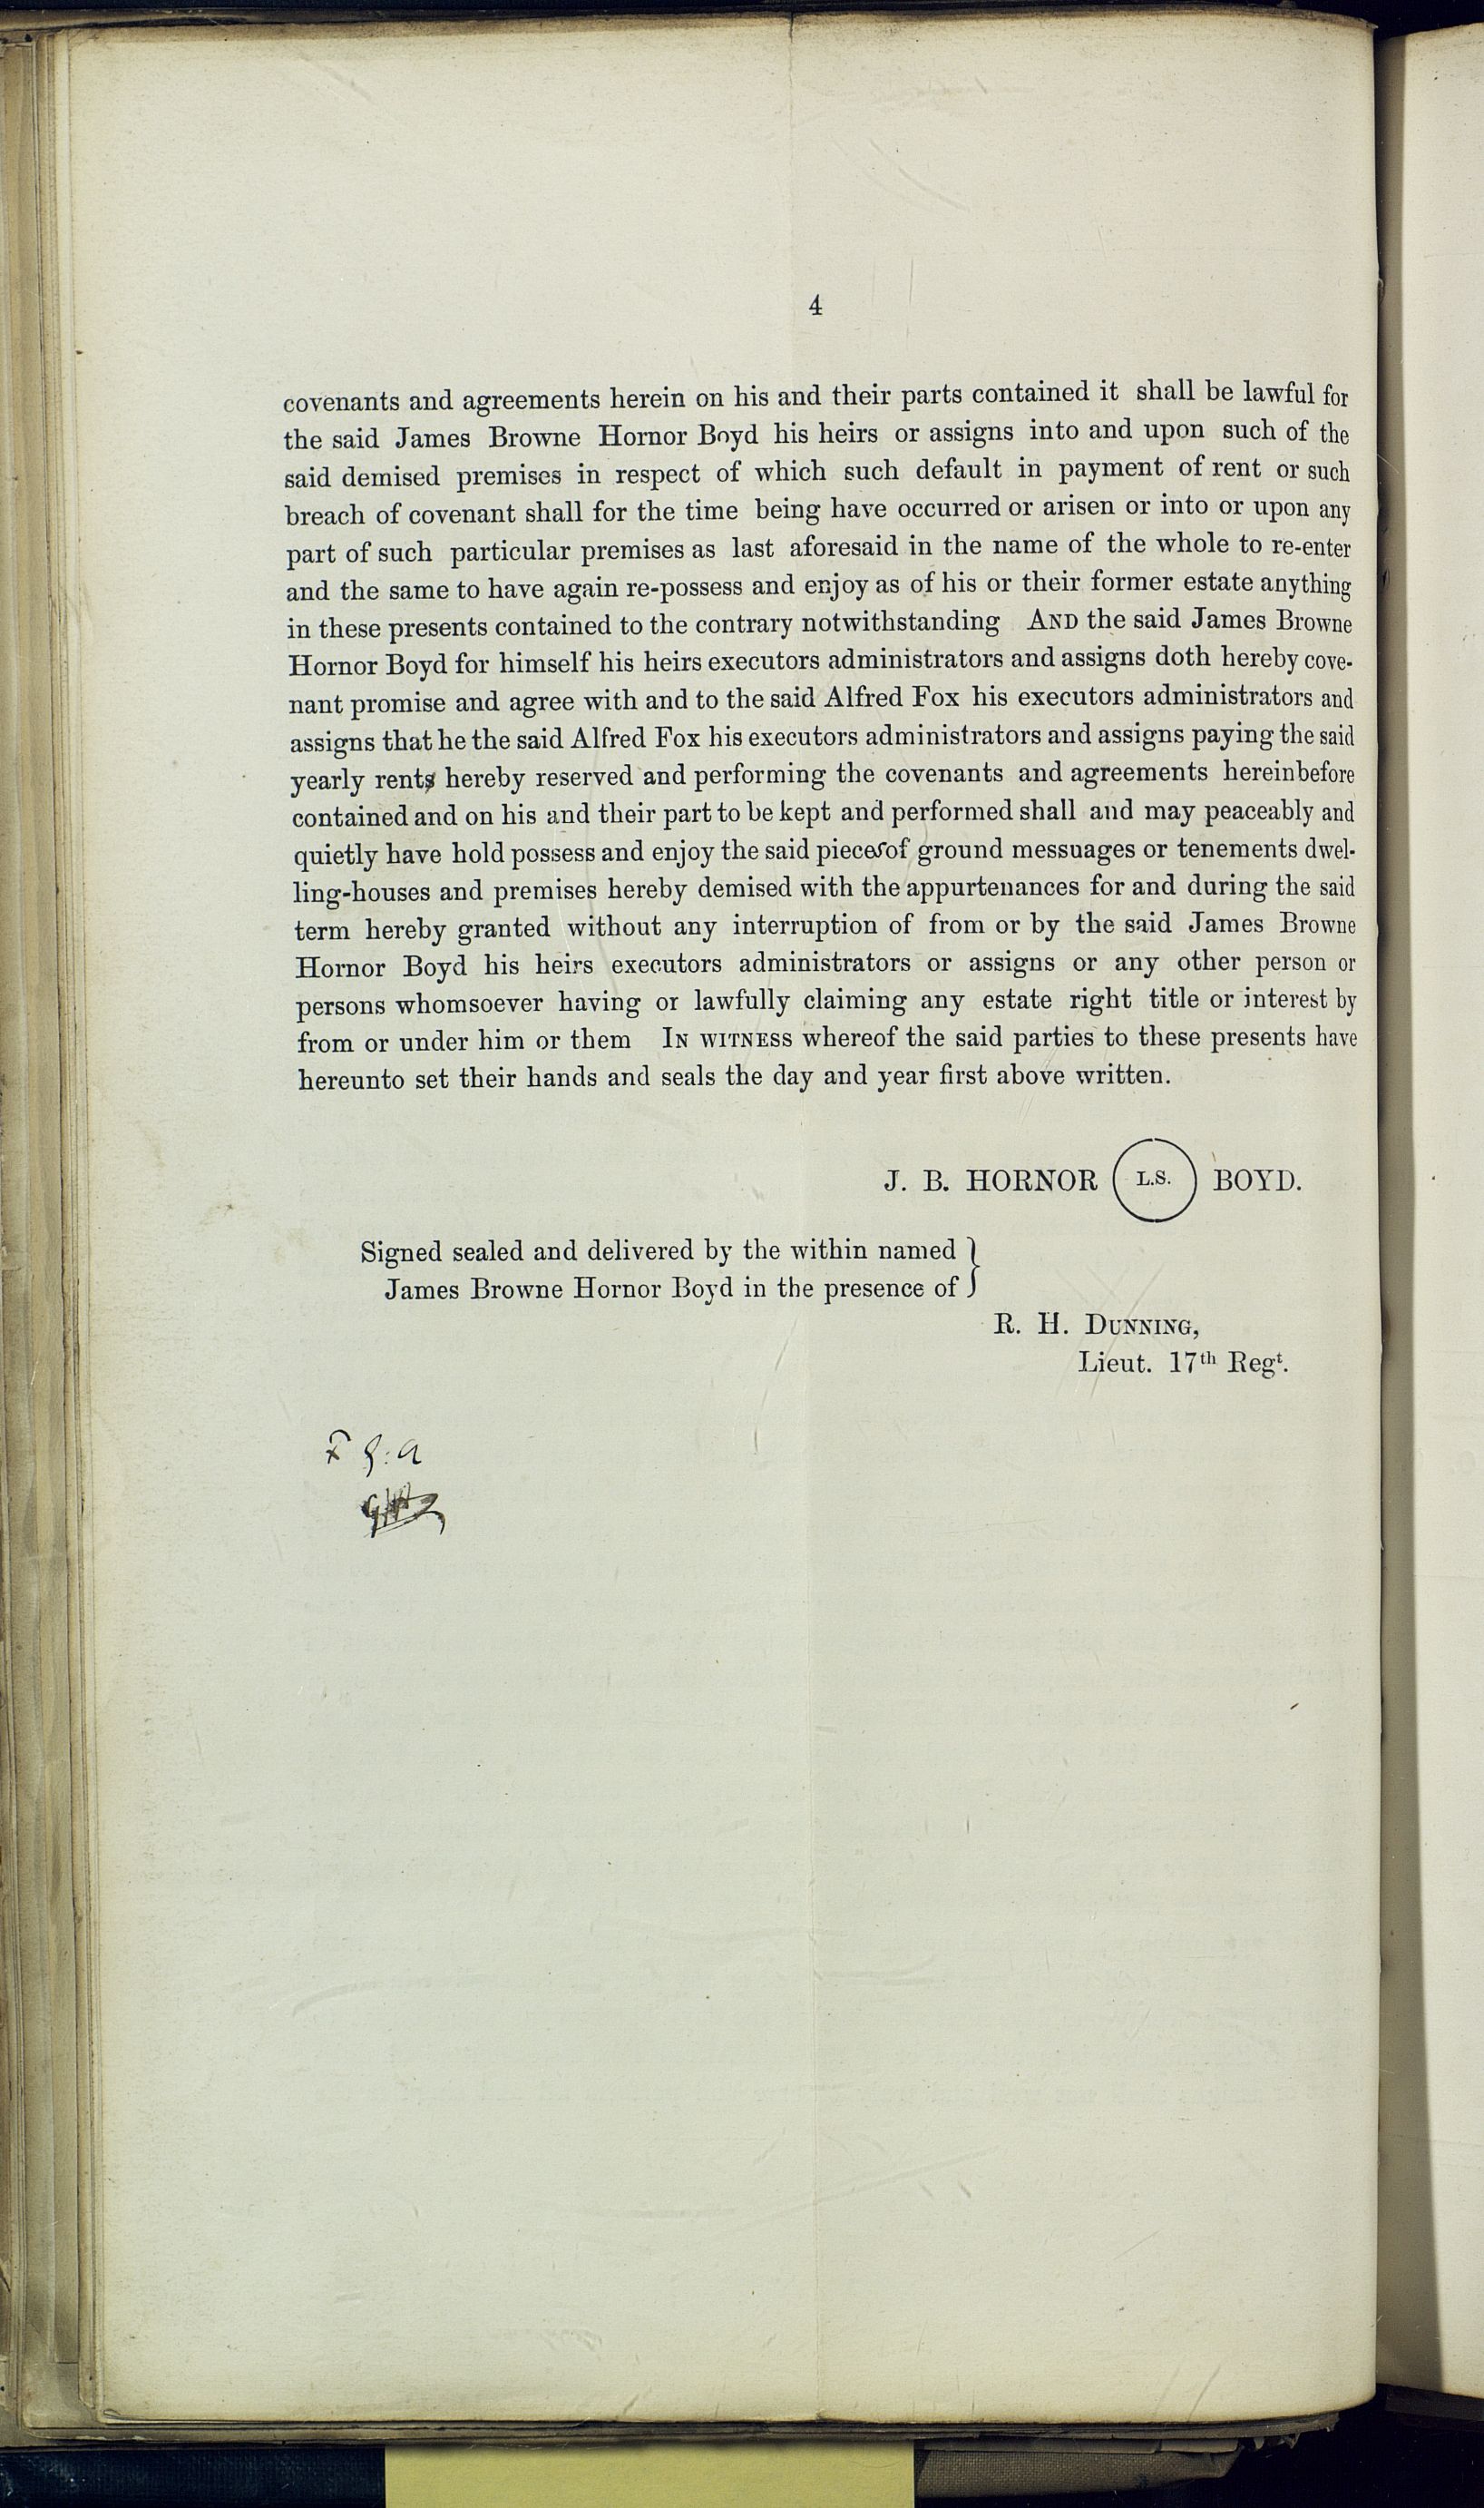 4
covenants and agreements herein on his and their parts contained it shall be lawful for
the said James Browne Hornor Boyd his heirs or assigns into and upon such of the
said demised premises in respect of which such default in payment of rent or such
breach of covenant shall for the time being have occurred or arisen or into or upon any
part of such particular premises as last aforesaid in the name of the whole to re-enter
and the same to have again re-possess and enjoy as of his or their former estate anything
in these presents contained to the contrary notwithstanding AND the said James Browne
Hornor Boyd for himself his heirs executors administrators and assigns doth hereby cove-
nant promise and agree with and to the said Alfred Fox his executors administrators and
assigns that he the said Alfred Fox his executors administrators and assigns paying the said
yearly rents hereby reserved and performing the covenants and agreements hereinbefore
contained and on his and their part to be kept and performed shall and may peaceably and
quietly have hold possess and enjoy the said pieces of ground messuages or tenements dwel-
ling-houses and premises hereby demised with the appurtenances for and during the said
term hereby granted without any interruption of from or by the said James Browne
Hornor Boyd his heirs executors administrators or assigns or any other person or
persons whomsoever having or lawfully claiming any estate right title or interest by
from or under him or them IN WITNESS whereof the said parties to these presents have
hereunto set their hands and seals the day and year first above written.
J. B. HORNOR L.S. BOYD.
Signed sealed and delivered by the within named
James Browne Hornor Boyd in the presence of
R. H. DUNNING,
Lieut. 17th Regt.